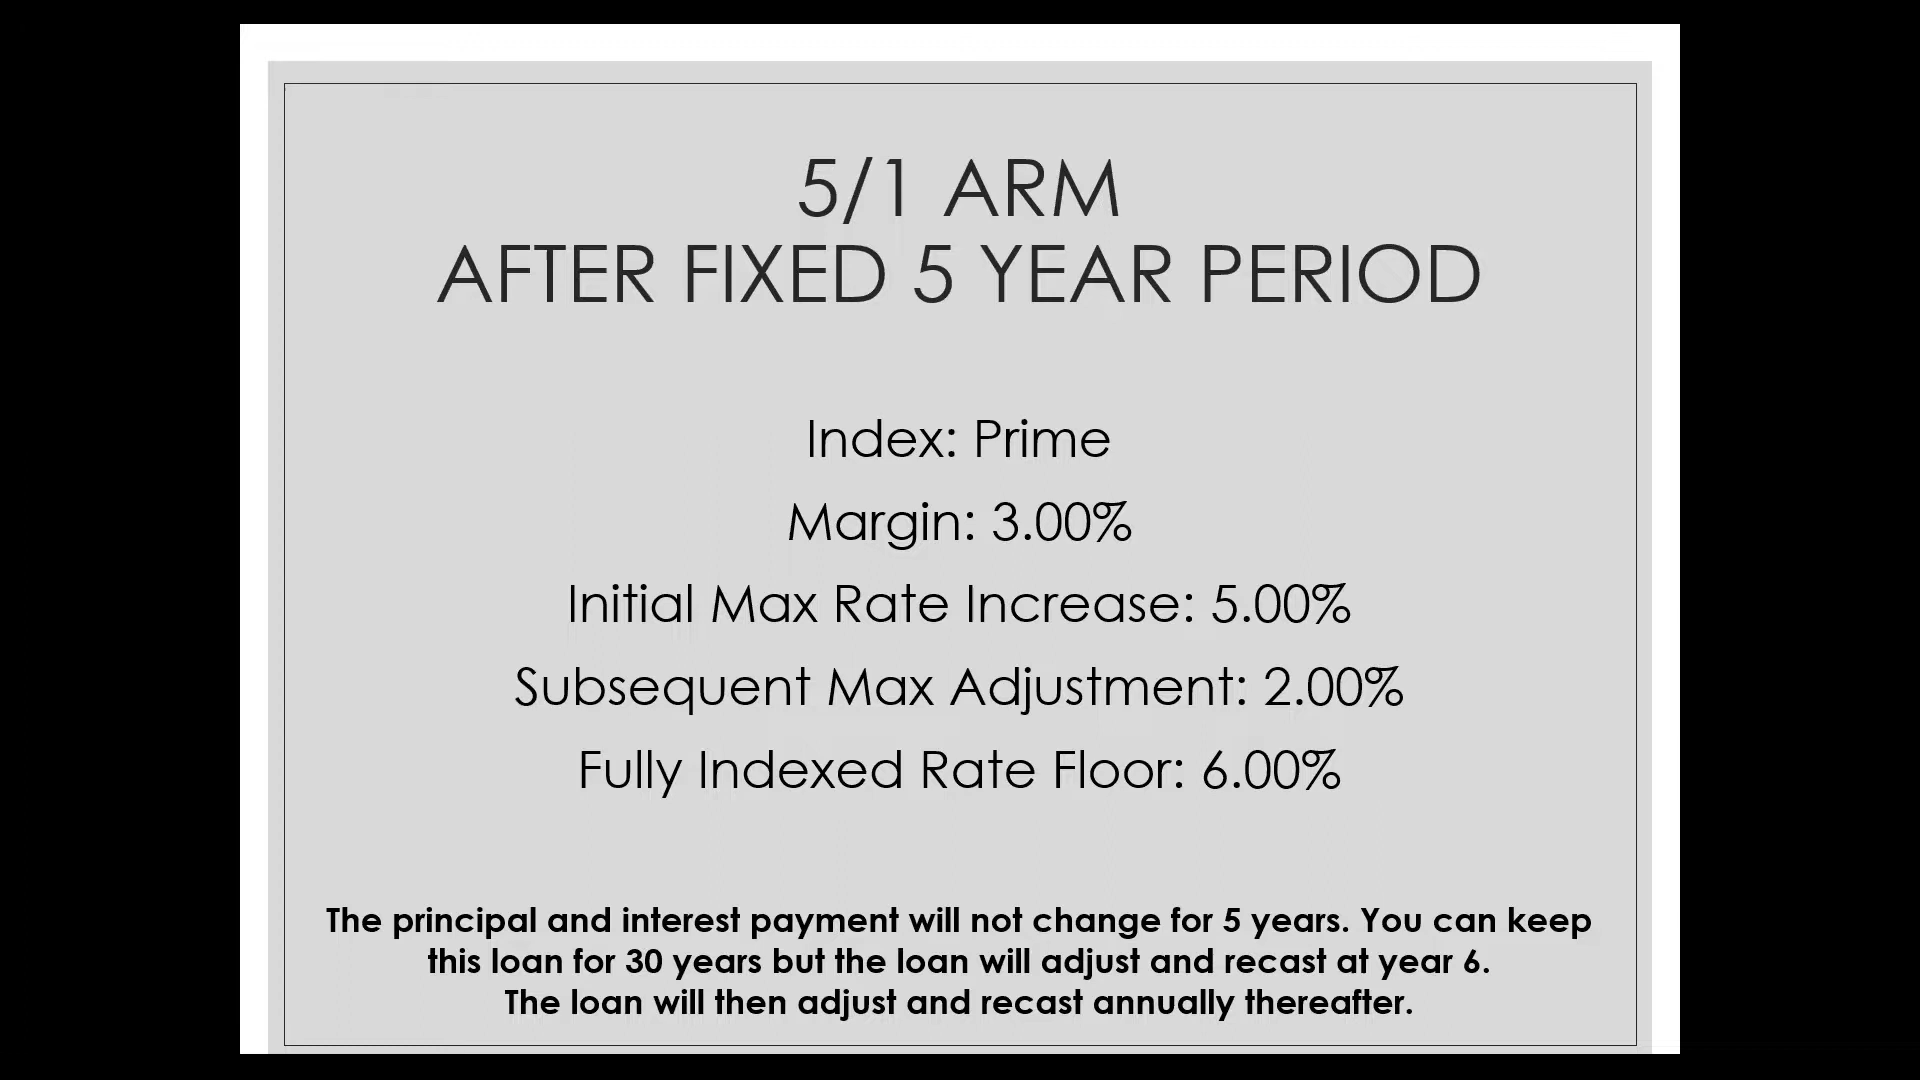 5/1 ARM
AFTER FIXED 5 YEAR PERIOD
Index: Prime
Margin: 3.00%
Initial Max Rate Increase: 5.00%
Subsequent Max Adjustment: 2.00%
Fully Indexed Rate Floor: 6.00%
The principal and interest payment will not change for 5 years. You can keep
this loan for 30 years but the loan will adjust and recast at year 6.
The loan will then adjust and recast annually thereafter.